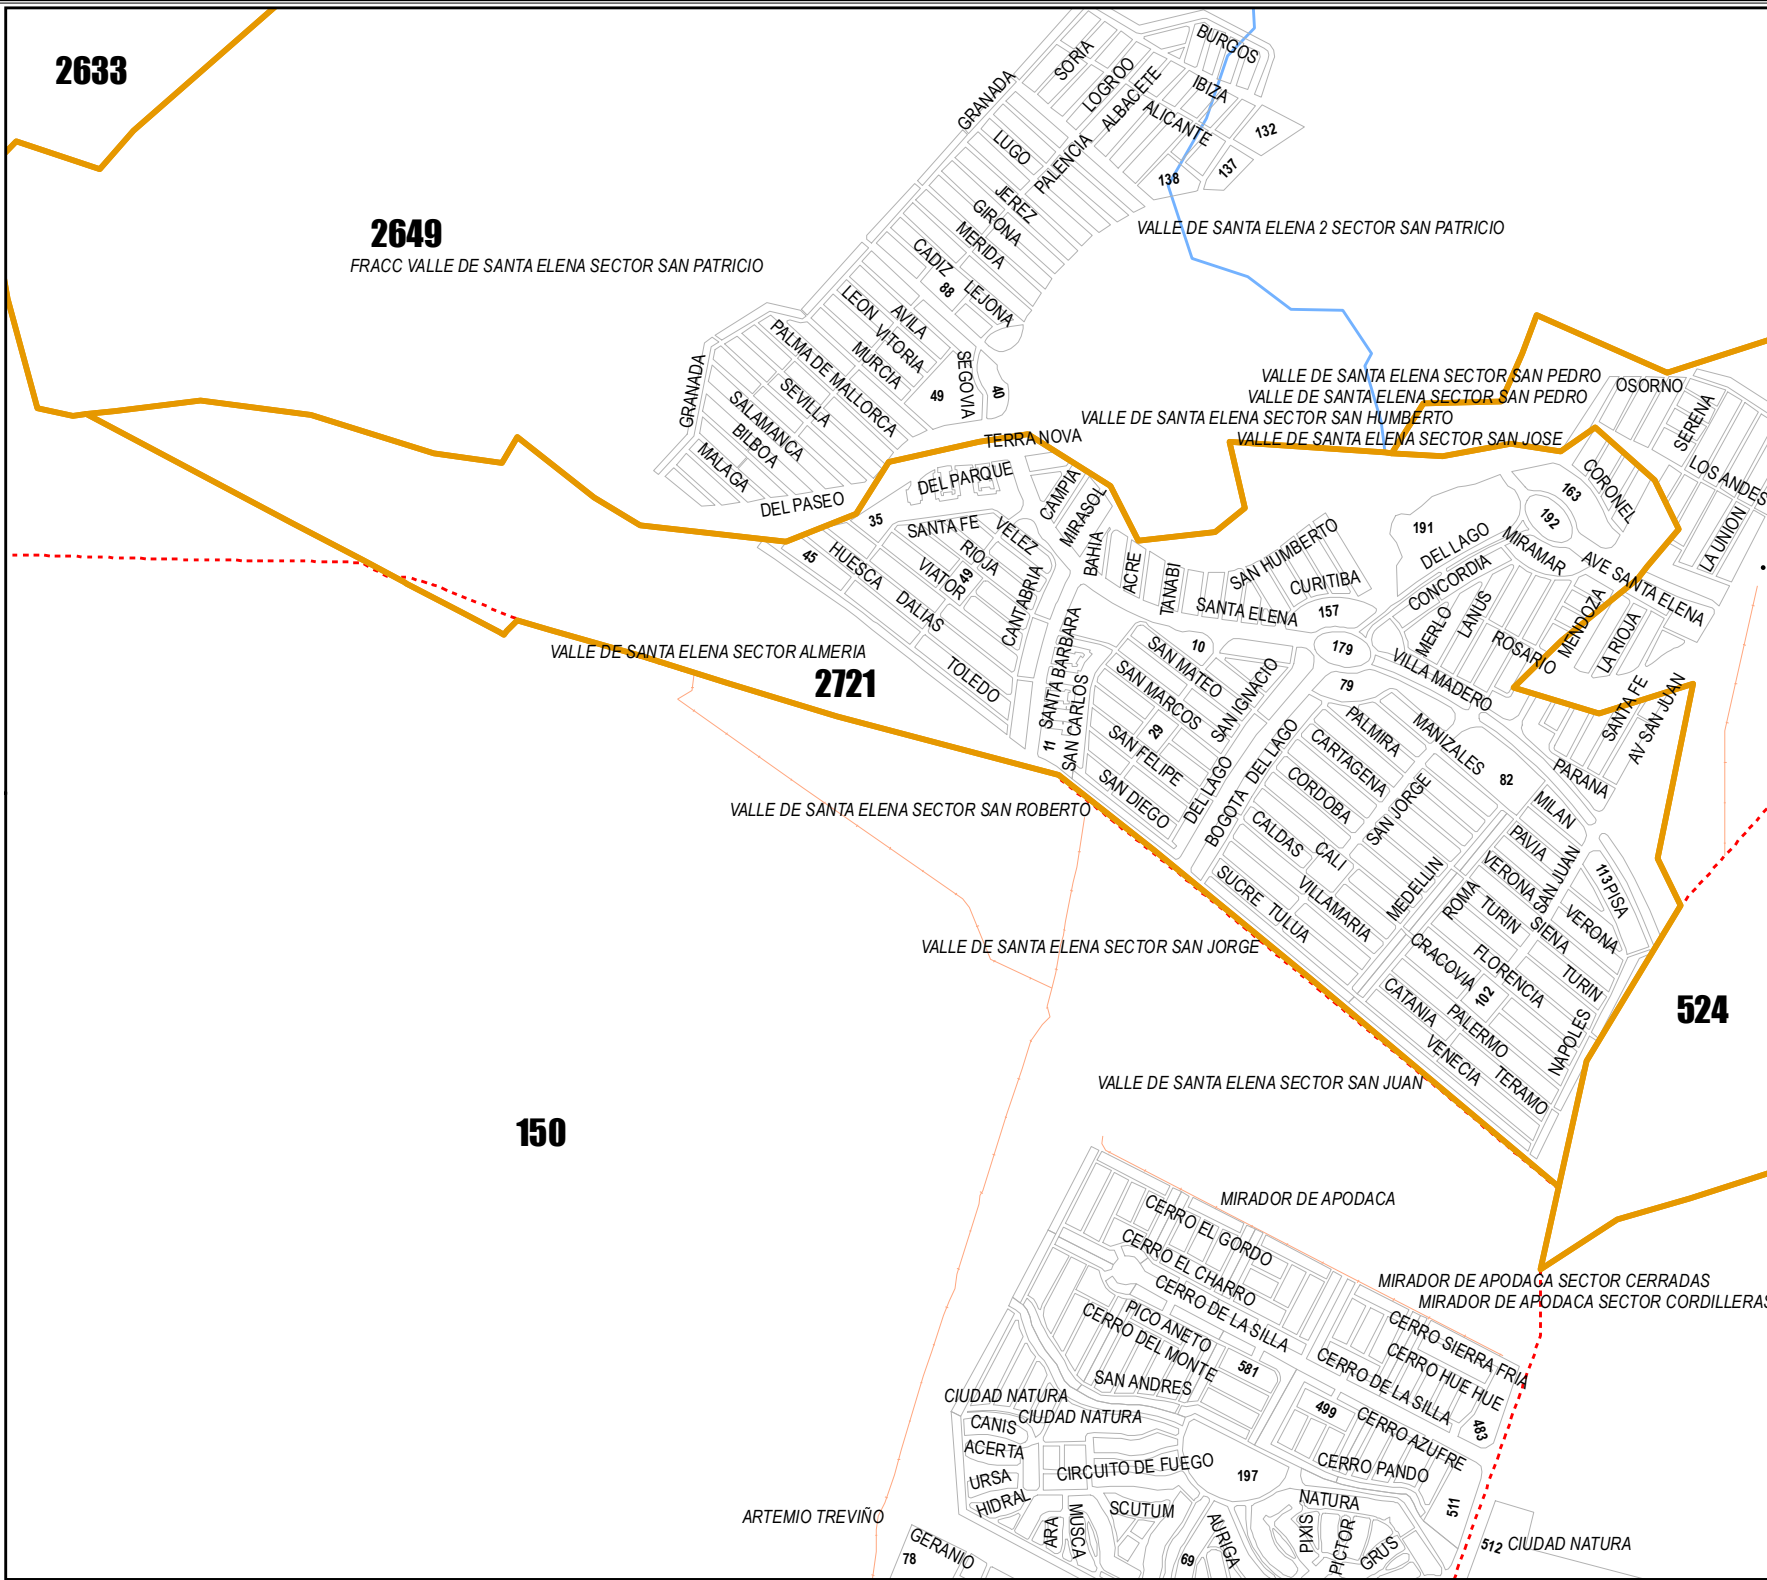 2633
BURGOS
SORIA
LOGROO
ALBACETE
IBIZA
GRANADA
ALICANTE
132
LUGO
PALENCIA
137
138
JEREZ
GIRONA
MERIDA
2649
VALLE DE SANTA ELENA 2 SECTOR SAN PATRICIO
FRACC VALLE DE SANTA ELENA SECTOR SAN PATRICIO
CADIZ
88
LEJONA
LEON
AVILA
VITORIA
MURCIA
PALMA DE MALLORCA
SEGOVIA
40
49
GRANADA
SEVILLA
SALAMANCA
BILBOA
MALAGA
VALLE DE SANTA ELENA SECTOR SAN PEDRO
VALLE DE SANTA ELENA SECTOR SAN PEDRO
VALLE DE SANTA ELENA SECTOR SAN HUMBERTO
VALLE DE SANTA ELENA SECTOR SAN JOSE
OSORNO
SERENA
LOS ANDES
LA UNION
TERRA NOVA
DEL PARQUE
DEL PASEO
CAMPIA
MIRASOL
CORONEL
163
192
191
35
SANTA FE
VELEZ
RIOJA
49
VIATOR
45
HUESCA
DALIAS
CANTABRIA
TOLEDO
BAHIA
ACRE
TANABI
SAN HUMBERTO
CURITIBA
SANTA ELENA
157
DEL LAGO
MIRAMAR
CONCORDIA
AVE SANTA ELENA
MERLO
LANUS
ROSARIO
MENDOZA
LA RIOJA
VALLE DE SANTA ELENA SECTOR ALMERIA
2721
SANTA BARBARA
SAN CARLOS
11
10
179
79
SAN MATEO
SAN MARCOS
29
SAN FELIPE
SAN DIEGO
SAN IGNACIO
DEL LAGO
DEL LAGO
BOGOTA
VILLA MADERO
SANTA FE
AV SAN JUAN
PARANA
PALMIRA
MANIZALES
CARTAGENA
CORDOBA
82
SAN JORGE
CALDAS
CALI
VILLAMARIA
SUCRE
TULUA
MEDELLIN
MILAN
PAVIA
VERONA
SAN JUAN
113
PISA
ROMA
TURIN
SIENA
VERONA
CRACOVIA
FLORENCIA
TURIN
102
CATANIA
PALERMO
VENECIA
TERAMO
NAPOLES
VALLE DE SANTA ELENA SECTOR SAN ROBERTO
VALLE DE SANTA ELENA SECTOR SAN JORGE
524
VALLE DE SANTA ELENA SECTOR SAN JUAN
150
MIRADOR DE APODACA
CERRO EL GORDO
CERRO EL CHARRO
CERRO DE LA SILLA
MIRADOR DE APODACA SECTOR CERRADAS
MIRADOR DE APODACA SECTOR CORDILLERAS
PICO ANETO
CERRO DEL MONTE
581
CERRO SIERRA FRIA
CERRO HUE HUE
CERRO DE LA SILLA
SAN ANDRES
499
483
CERRO AZUFRE
CERRO PANDO
CIUDAD NATURA
CIUDAD NATURA
CANIS
ACERTA
CIRCUITO DE FUEGO
197
URSA
HIDRAL
ARA
MUSCA
SCUTUM
NATURA
AURIGA
PIXIS
PICTOR
GRUS
511
69
ARTEMIO TREVIÑO
GERANIO
78
512
CIUDAD NATURA